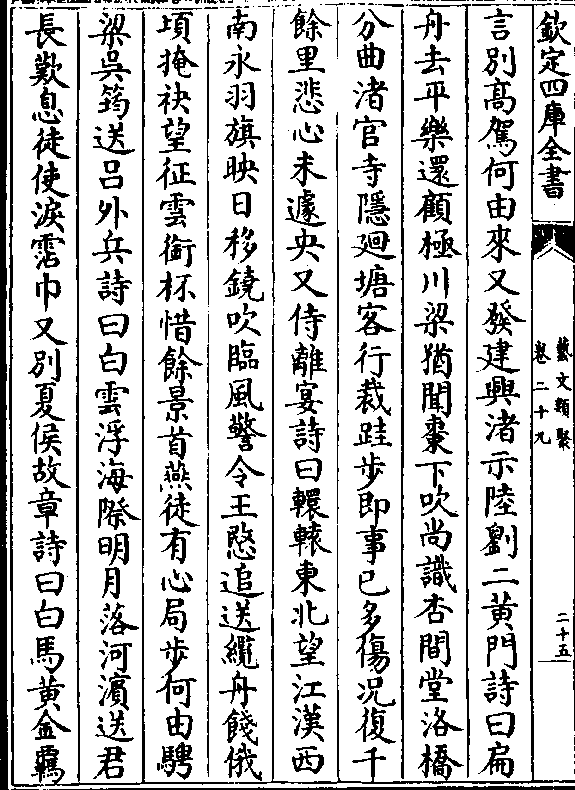 欽定四庫全書
藝文類聚
卷二十九
二十五
言別高駕何由來又發建興渚示陸劉二黃門詩曰扁
舟去平樂還顧極川梁猶聞棗下吹尚識杏間堂洛橋
分曲渚官寺隱廻塘客行裁跬步即事已多傷况復千
餘里悲心未遽央又侍離宴詩曰轘轅東北望江漢西
南永羽旗映日移鐃吹臨風警令王愍追送纜舟餞俄
頃掩袂望征雲銜杯惜餘景首燕徒有心局步何由騁
梁吳筠送吕外兵詩曰白雲浮海際明月落河濵送君
長歎息徒使淚霑巾又別夏侯故章詩曰白馬黃金羈